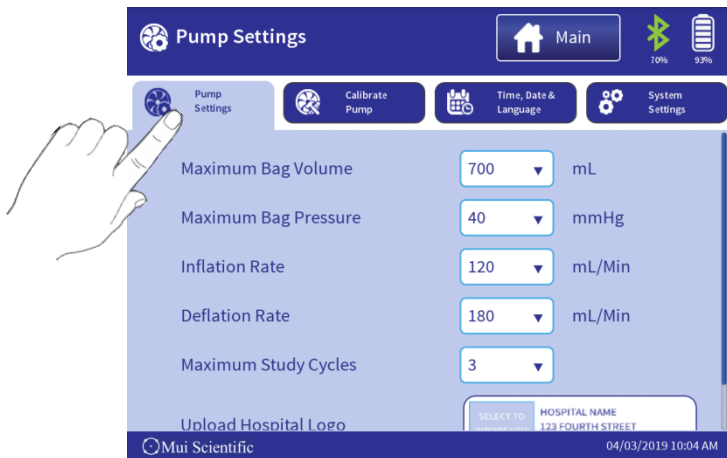 Pump Settings
Main
70%
93%
Pump
Settings
Calibrate
Pump
Time, Date &
Language
System
Settings
Maximum Bag Volume 700 mL
Maximum Bag Pressure 40 mmHg
Inflation Rate 120 mL/Min
Deflation Rate 180 mL/Min
Maximum Study Cycles 3
Upload Hospital Logo
SELECT TO
HOSPITAL NAME
123 FOURTH STREET
Mui Scientific
04/03/2019 10:04 AM